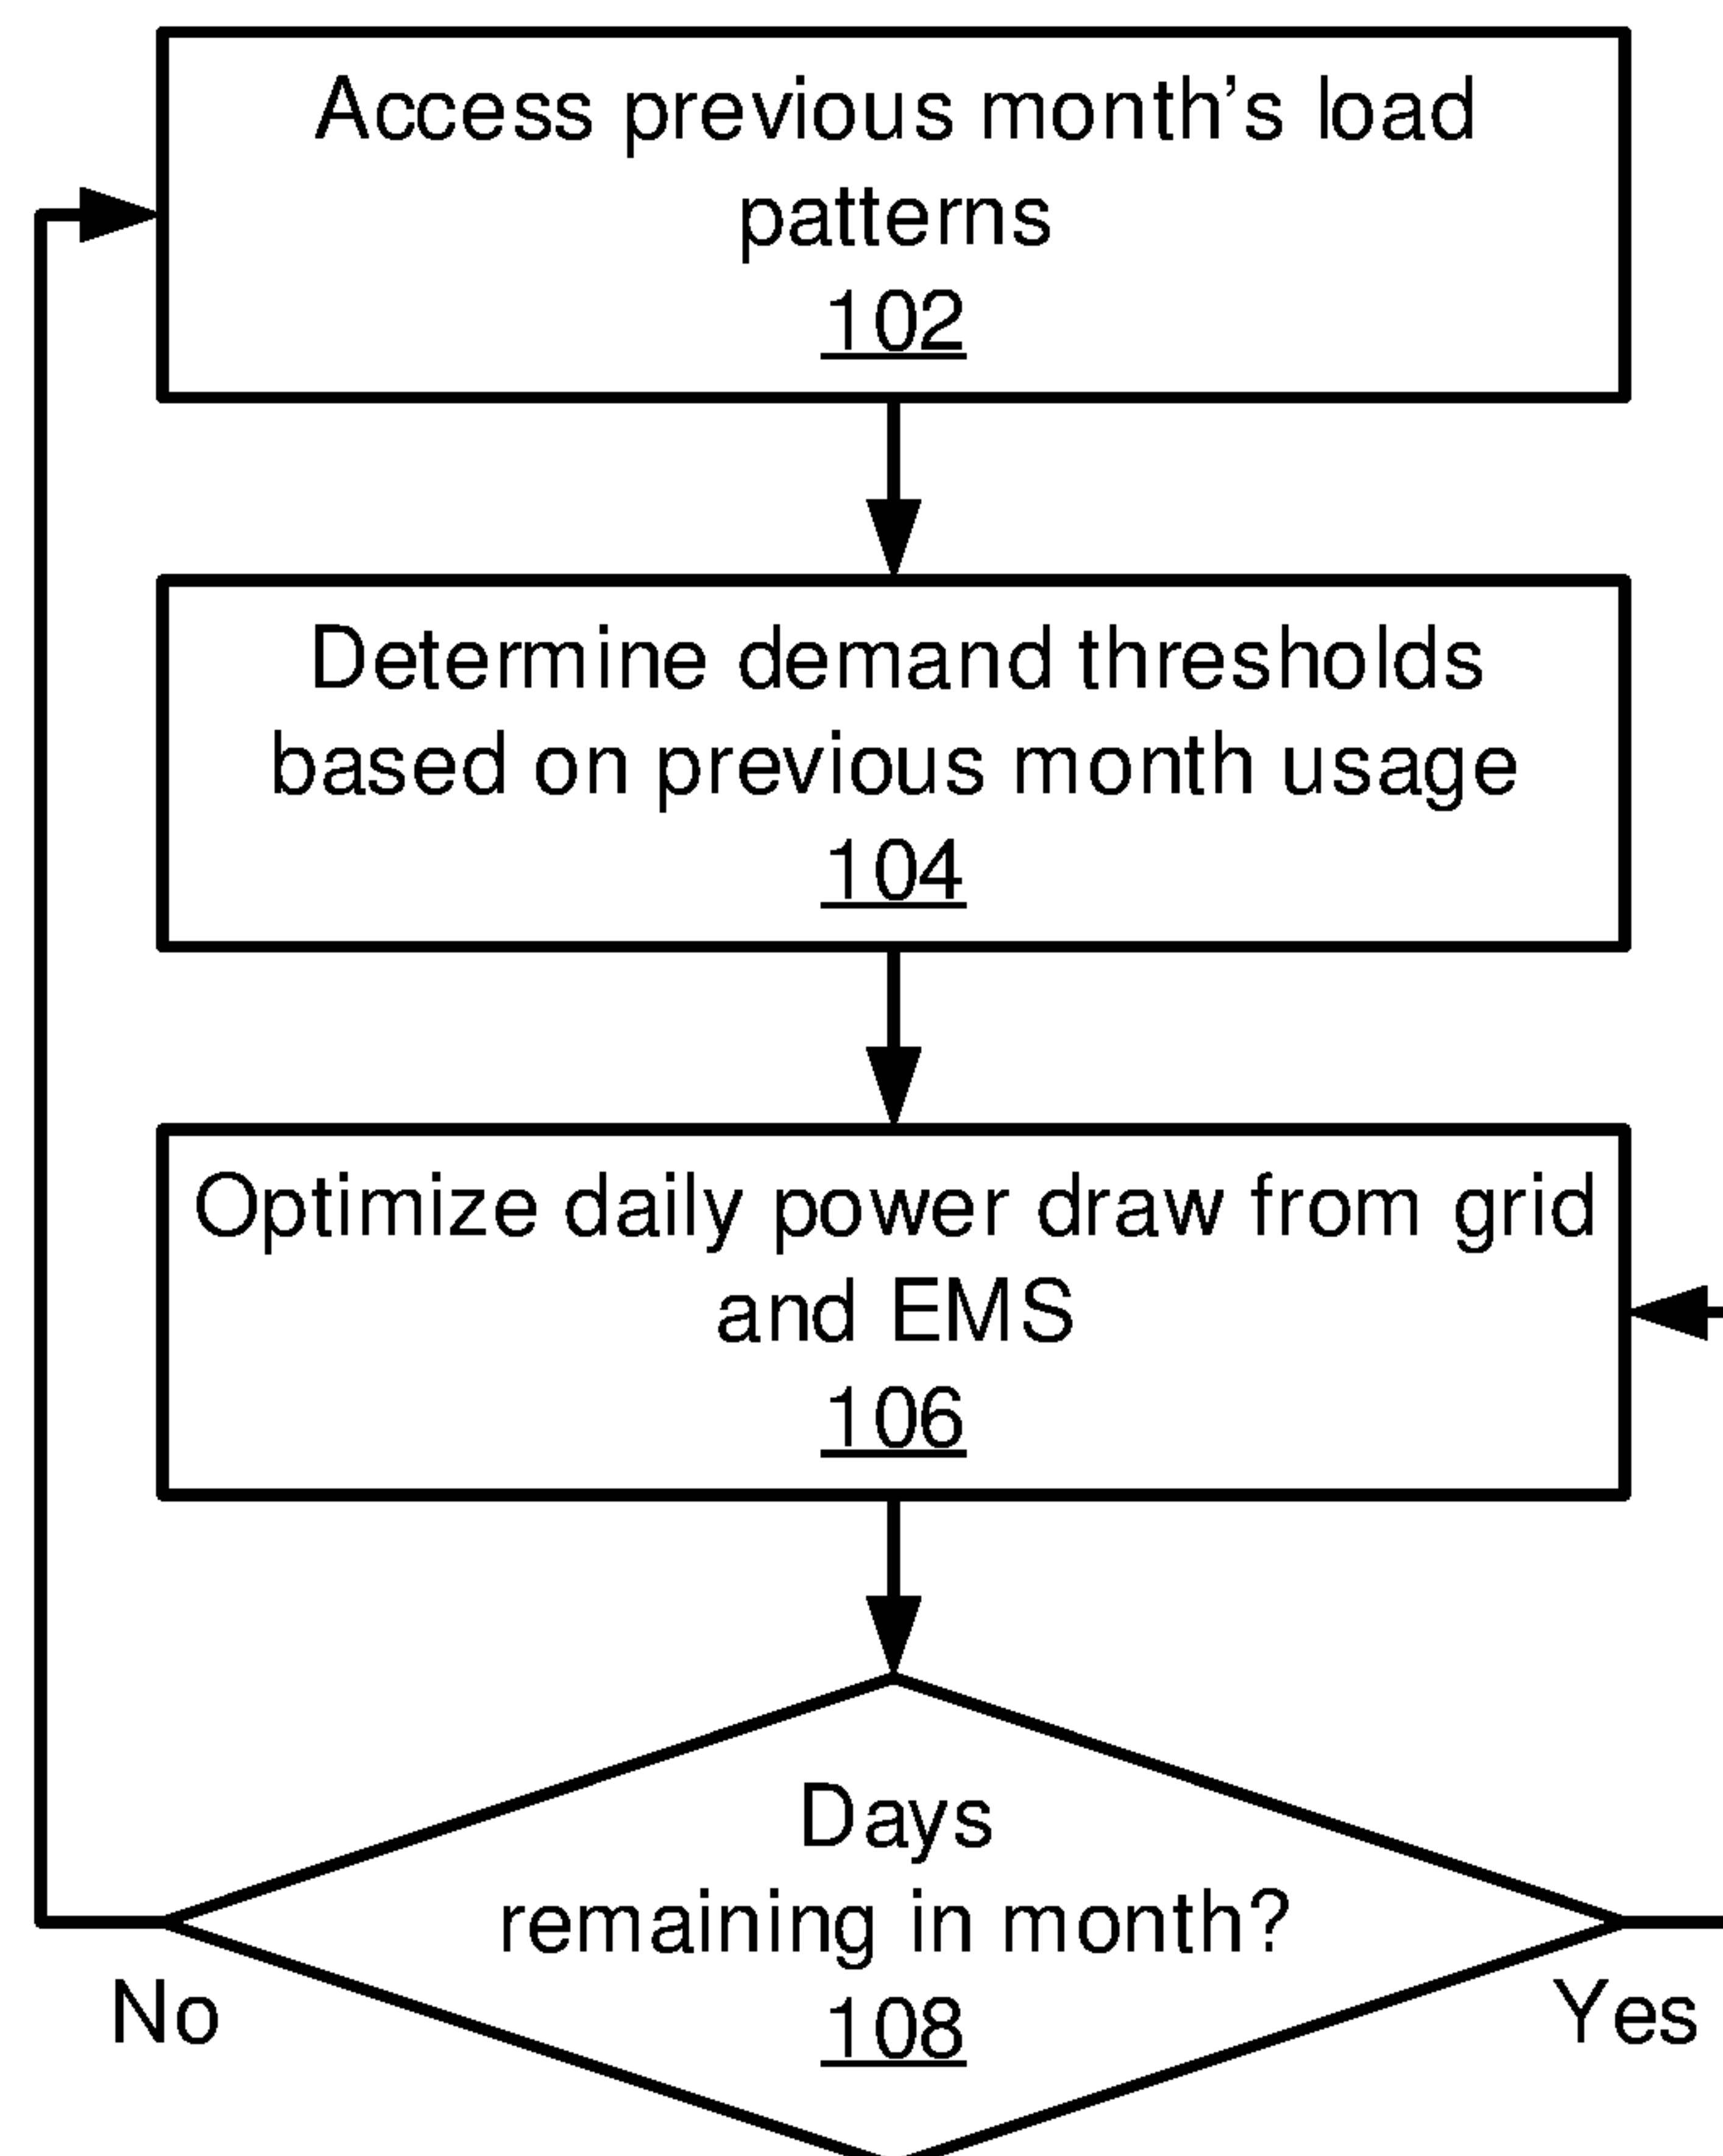 Access previous month's load
patterns
102
Determine demand thresholds
based on previous month usage
104
Optimize daily power draw from grid
and EMS
106
Days
remaining in month?
108
No
Yes